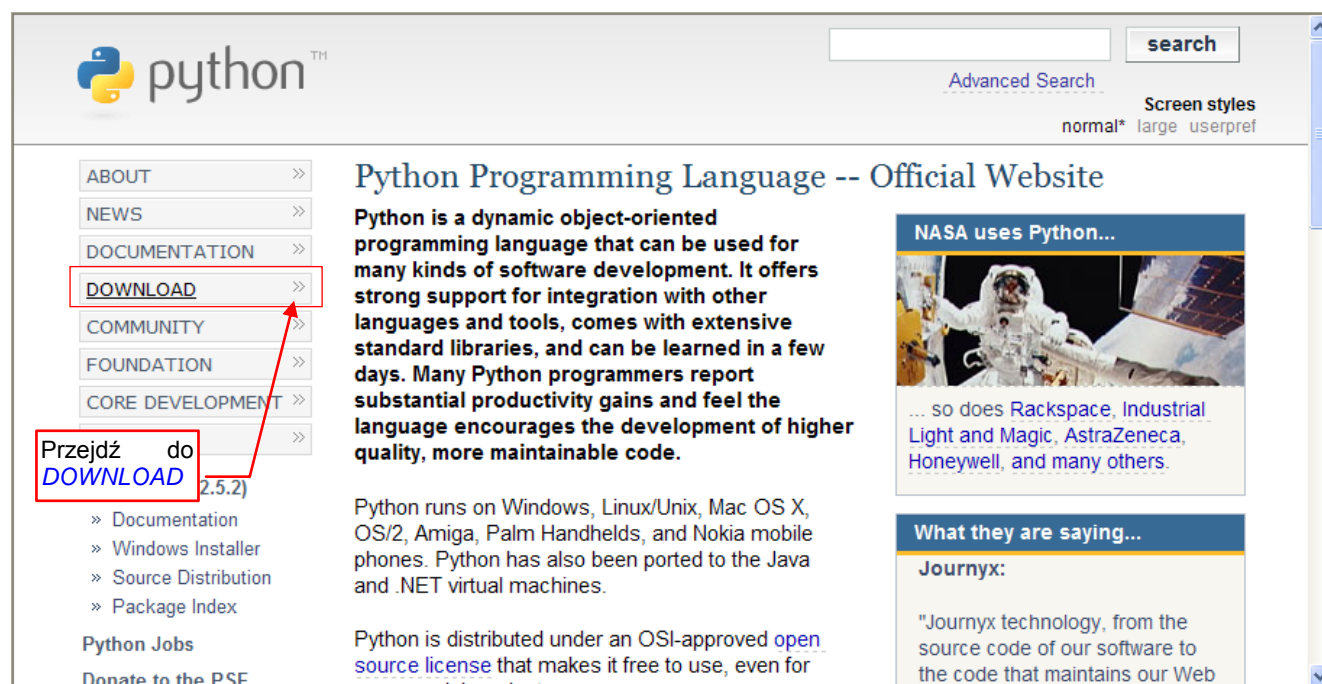 python™
search
Advanced Search
Screen styles
normal* large userpref
ABOUT »
NEWS »
DOCUMENTATION »
DOWNLOAD »
COMMUNITY »
FOUNDATION »
CORE DEVELOPMENT »
»
Przejdź do
DOWNLOAD
2.5.2)
» Documentation
» Windows Installer
» Source Distribution
» Package Index
Python Jobs
Donate to the PSF
Python Programming Language -- Official Website
Python is a dynamic object-oriented
programming language that can be used for
many kinds of software development. It offers
strong support for integration with other
languages and tools, comes with extensive
standard libraries, and can be learned in a few
days. Many Python programmers report
substantial productivity gains and feel the
language encourages the development of higher
quality, more maintainable code.
Python runs on Windows, Linux/Unix, Mac OS X,
OS/2, Amiga, Palm Handhelds, and Nokia mobile
phones. Python has also been ported to the Java
and .NET virtual machines.
Python is distributed under an OSI-approved open
source license that makes it free to use, even for
NASA uses Python...
... so does Rackspace, Industrial
Light and Magic, AstraZeneca,
Honeywell, and many others.
What they are saying...
Journyx:
"Journyx technology, from the
source code of our software to
the code that maintains our Web